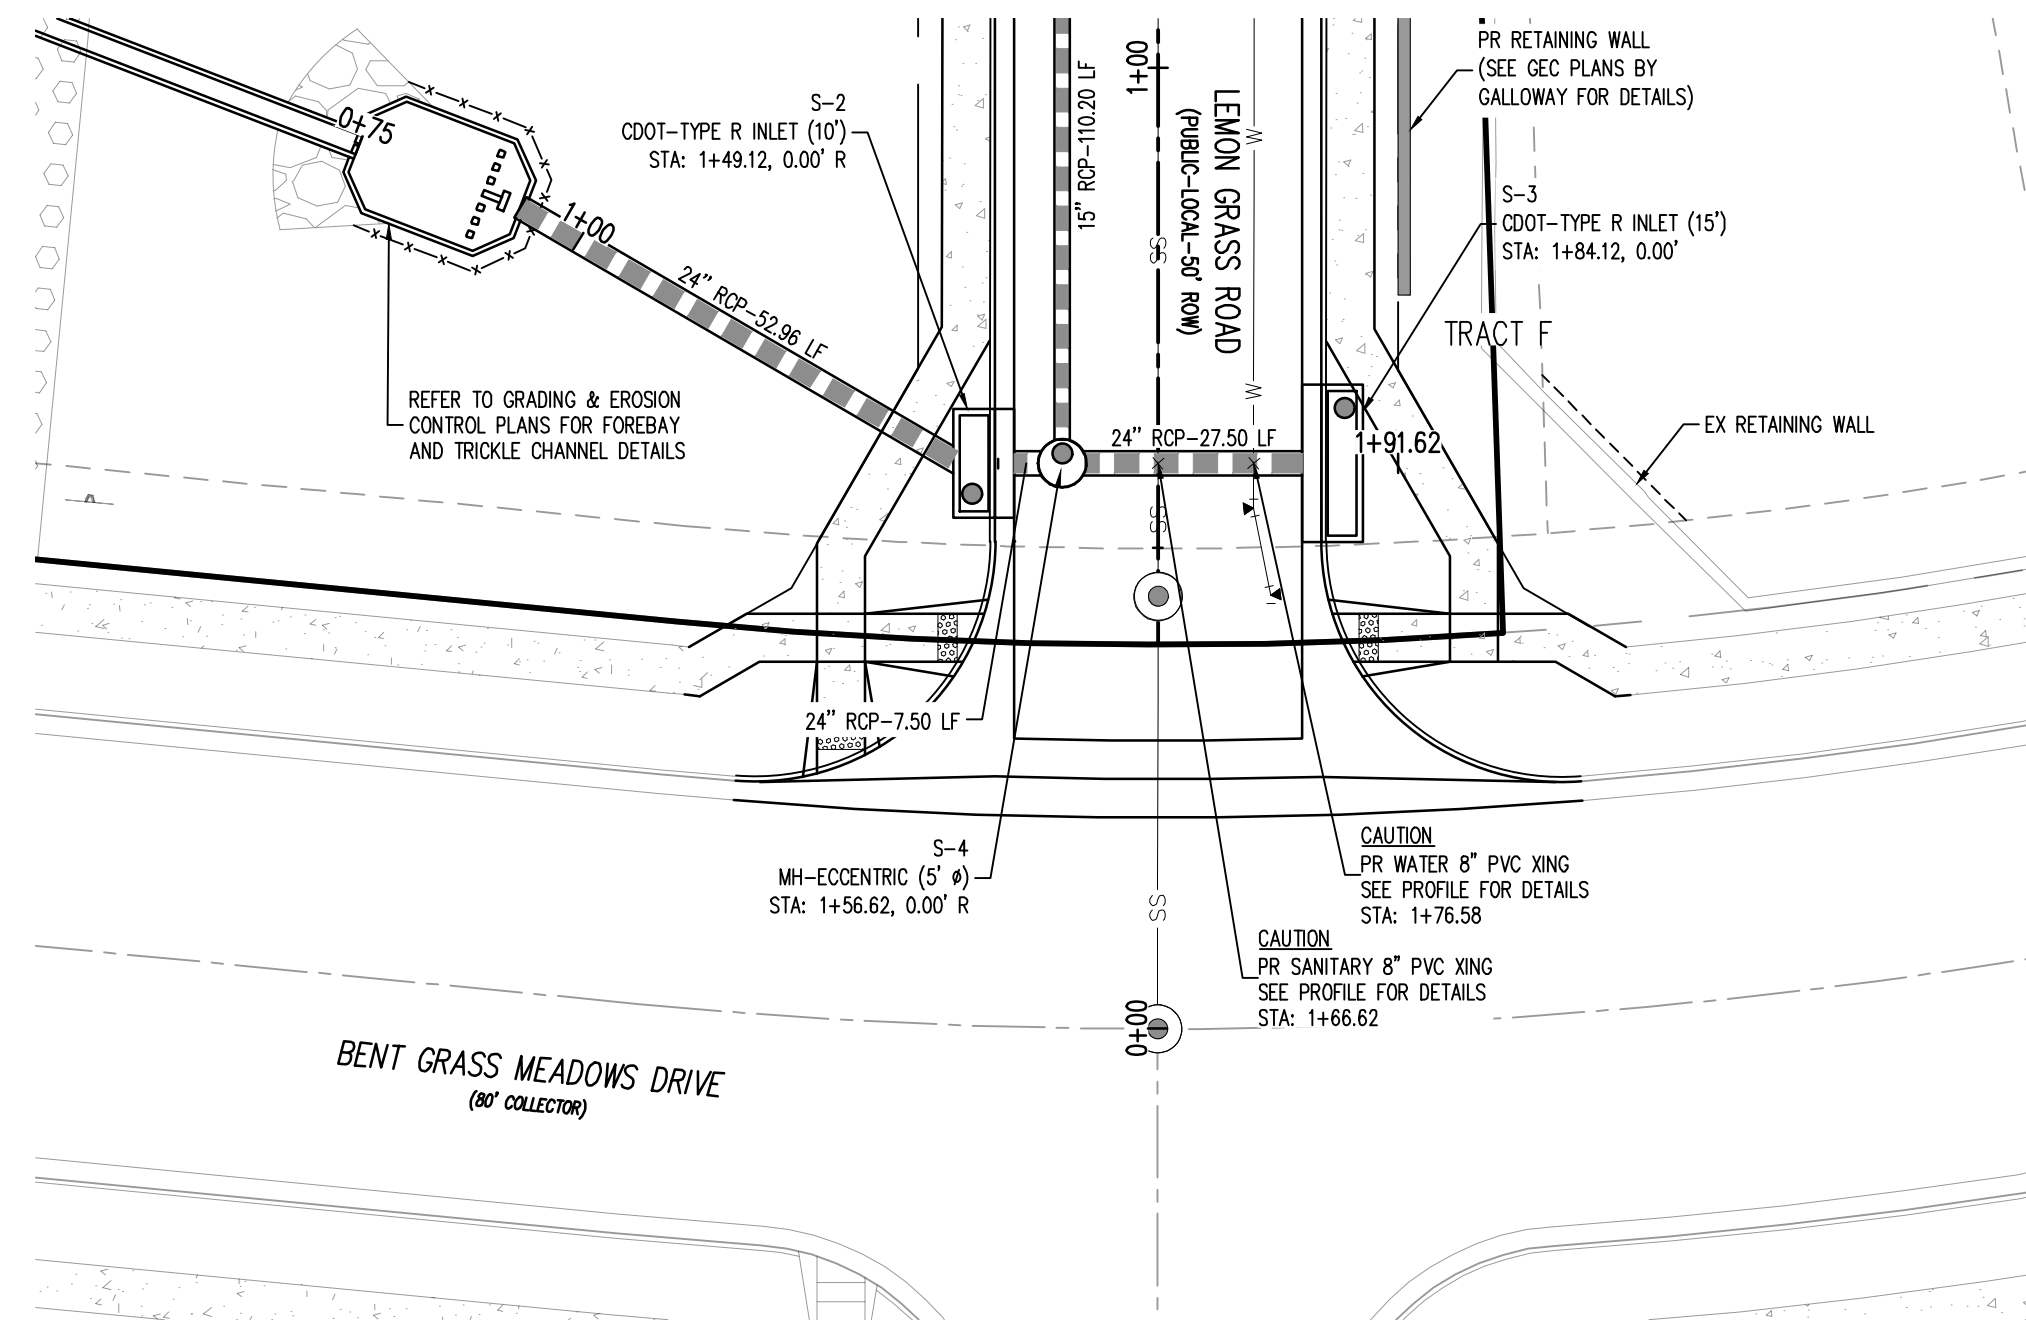 PR RETAINING WALL
(SEE GEC PLANS BY
GALLOWAY FOR DETAILS)
1+00
15" RCP-110.20 LF
LEMON GRASS ROAD
(PUBLIC-LOCAL-50' ROW)
W
SS
W
SS
S-2
CDOT-TYPE R INLET (10')
STA: 1+49.12, 0.00' R
0+75
1+00
24" RCP-52.96 LF
S-3
CDOT-TYPE R INLET (15')
STA: 1+84.12, 0.00'
TRACT F
REFER TO GRADING & EROSION
CONTROL PLANS FOR FOREBAY
AND TRICKLE CHANNEL DETAILS
24" RCP-27.50 LF
1+91.62
EX RETAINING WALL
24" RCP-7.50 LF
S-4
MH-ECCENTRIC (5' ø)
STA: 1+56.62, 0.00' R
SS
CAUTION
PR WATER 8" PVC XING
SEE PROFILE FOR DETAILS
STA: 1+76.58
CAUTION
PR SANITARY 8" PVC XING
SEE PROFILE FOR DETAILS
STA: 1+66.62
0+00
BENT GRASS MEADOWS DRIVE
(80' COLLECTOR)